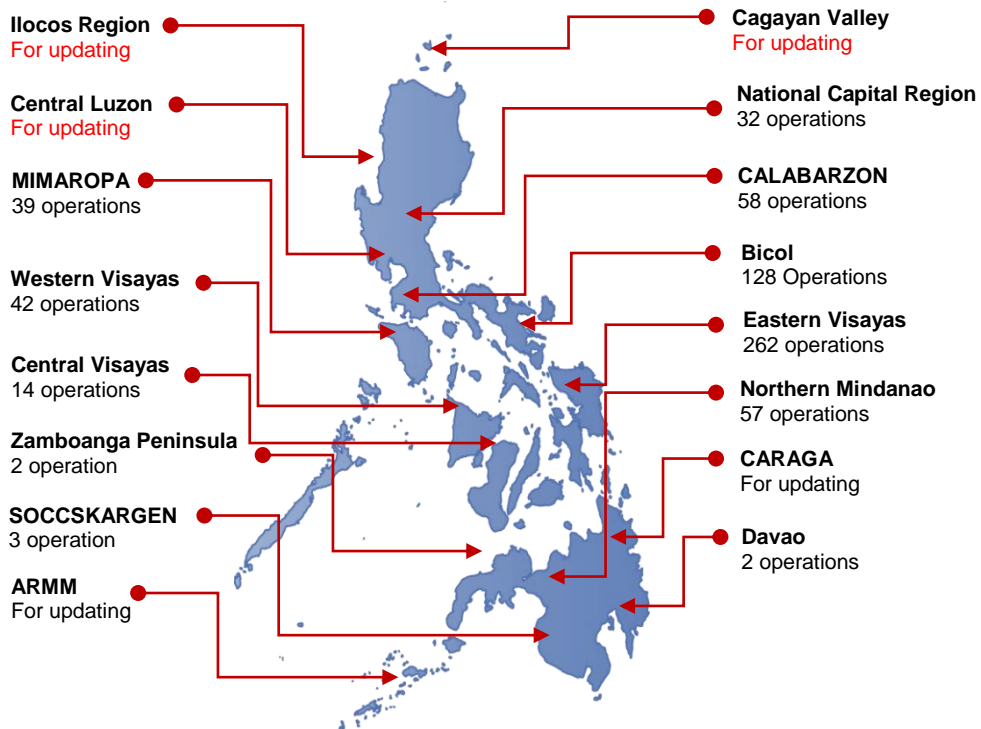 Ilocos Region
For updating
Central Luzon
For updating
MIMAROPA
39 operations
Western Visayas
42 operations
Central Visayas
14 operations
Zamboanga Peninsula
2 operation
SOCCSKARGEN
3 operation
ARMM
For updating
Cagayan Valley
For updating
National Capital Region
32 operations
CALABARZON
58 operations
Bicol
128 Operations
Eastern Visayas
262 operations
Northern Mindanao
57 operations
CARAGA
For updating
Davao
2 operations